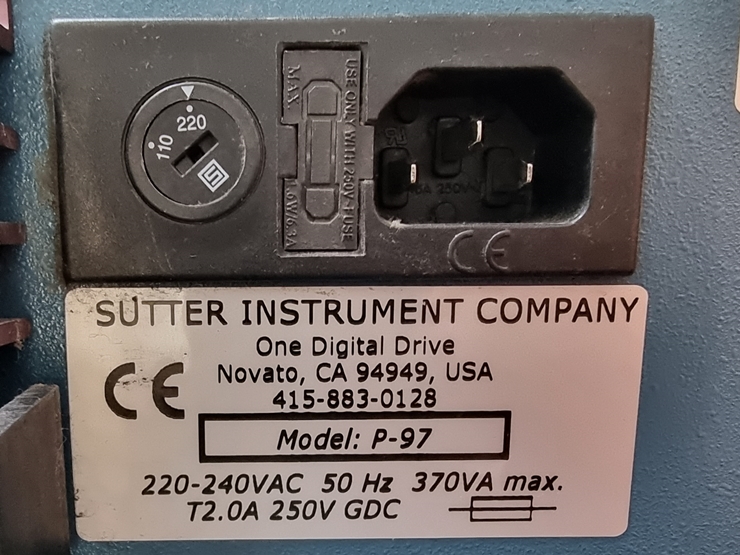 220
110
USE ONLY WITH 250V FUSE
MAX. 1.6W/6.3A
250V~
CE
SUTTER INSTRUMENT COMPANY
One Digital Drive
Novato, CA 94949, USA
415-883-0128
CE
Model: P-97
220-240VAC 50 Hz 370VA max.
T2.0A 250V GDC